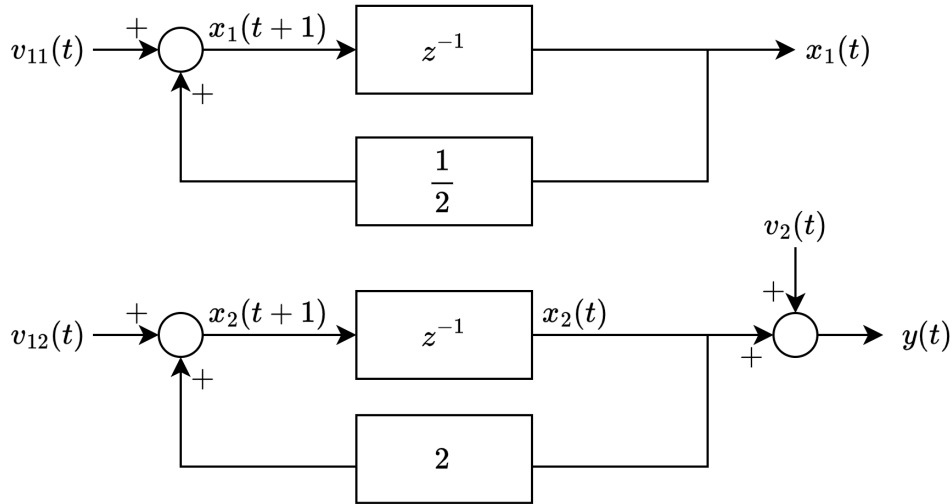 v₁₁(t) + x₁(t+1) z⁻¹ x₁(t)
+
1/2
v₂(t)
+
v₁₂(t) + x₂(t+1) z⁻¹ x₂(t) + y(t)
+
2